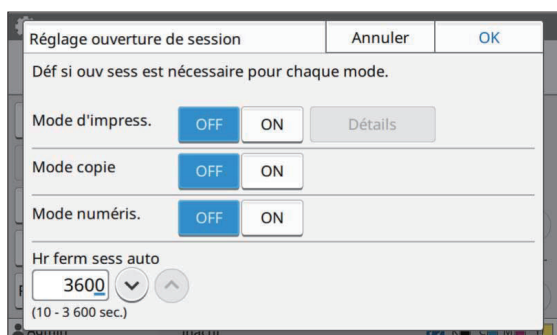 Réglage ouverture de session
Annuler
OK
Déf si ouv sess est nécessaire pour chaque mode.
Mode d'impress.
OFF
ON
Détails
Mode copie
OFF
ON
Mode numéris.
OFF
ON
Hr ferm sess auto
3600
(10 - 3 600 sec.)